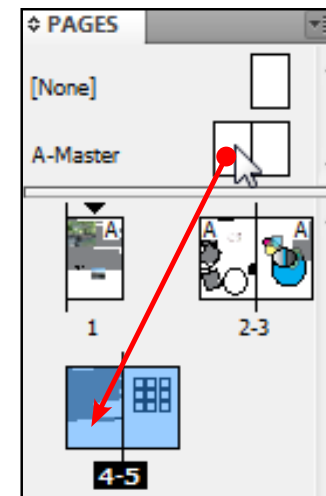 PAGES
[None]
A-Master
A
A A
1 2-3
4-5